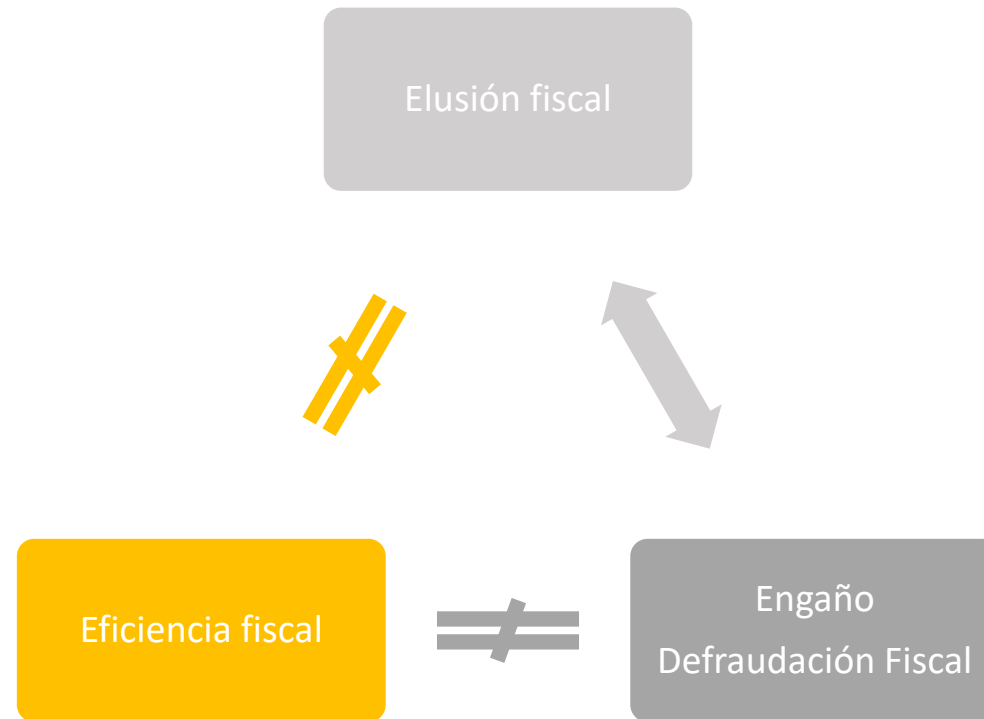 Elusión fiscal
Eficiencia fiscal
Engaño
Defraudación Fiscal